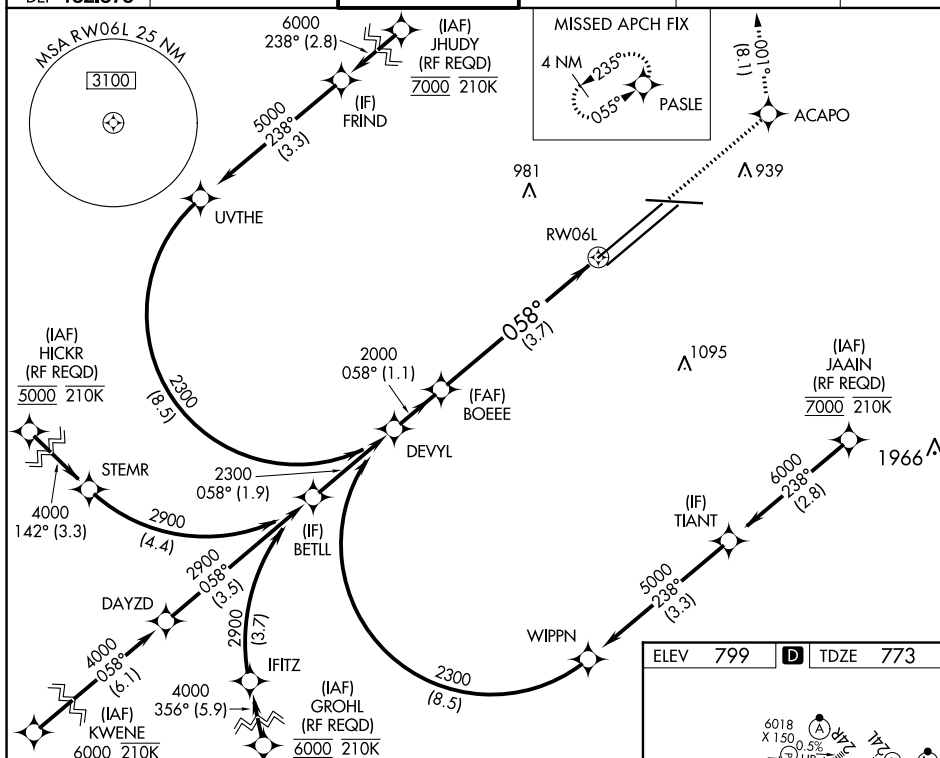 MSA RW06L 25 NM
3100
6000
238° (2.8)
(IAF)
JHUDY
(RF REQD)
7000 210K
(IF)
FRIND
5000
238°
(3.3)
UVTHE
MISSED APCH FIX
4 NM
235°
055°
PASLE
001°
(8.1)
ACAPO
981
939
RW06L
058°
(3.7)
1095
(IAF)
HICKR
(RF REQD)
5000 210K
2300
(8.5)
2000
058° (1.1)
(FAF)
BOEEE
DEVYL
(IAF)
JAAIN
(RF REQD)
7000 210K
1966
STEMR
4000
142° (3.3)
2900
(4.4)
2300
058° (1.9)
(IF)
BETLL
6000
238°
(2.8)
(IF)
TIANT
5000
238°
(3.3)
WIPPN
2300
(8.5)
2900
058°
(3.5)
DAYZD
2900
(3.7)
IFITZ
4000
058°
(6.1)
(IAF)
KWENE
6000 210K
4000
356° (5.9)
(IAF)
GROHL
(RF REQD)
6000 210K
ELEV 799 D TDZE 773
6018
X 150
0.5%
A
24R
24L